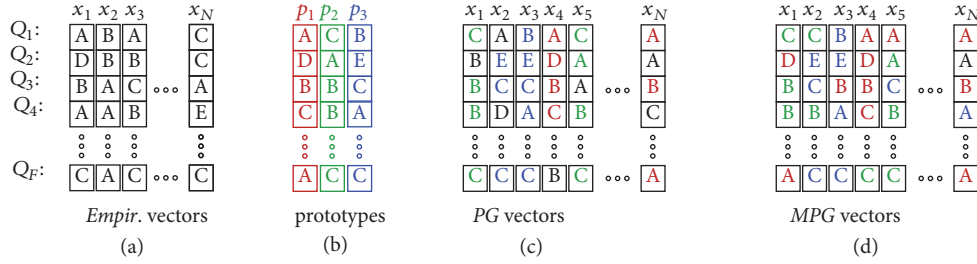 x1 x2 x3 xN p1 p2 p3 x1 x2 x3 x4 x5 xN x1 x2 x3 x4 x5 xN
Q1: A B A C A C B C A B A C A C C B A A A
Q2: D B B C D A E B E E D A A D E E D A A
Q3: B A C ∘∘∘ A B C C B C C B A ∘∘∘ B B C B B C ∘∘∘ B
Q4: A A B E C B A B D A C B C B B A C B A
QF: C A C ∘∘∘ C A C C C C C B C ∘∘∘ A A C C C C ∘∘∘ A
Empir. vectors prototypes PG vectors MPG vectors
(a) (b) (c) (d)